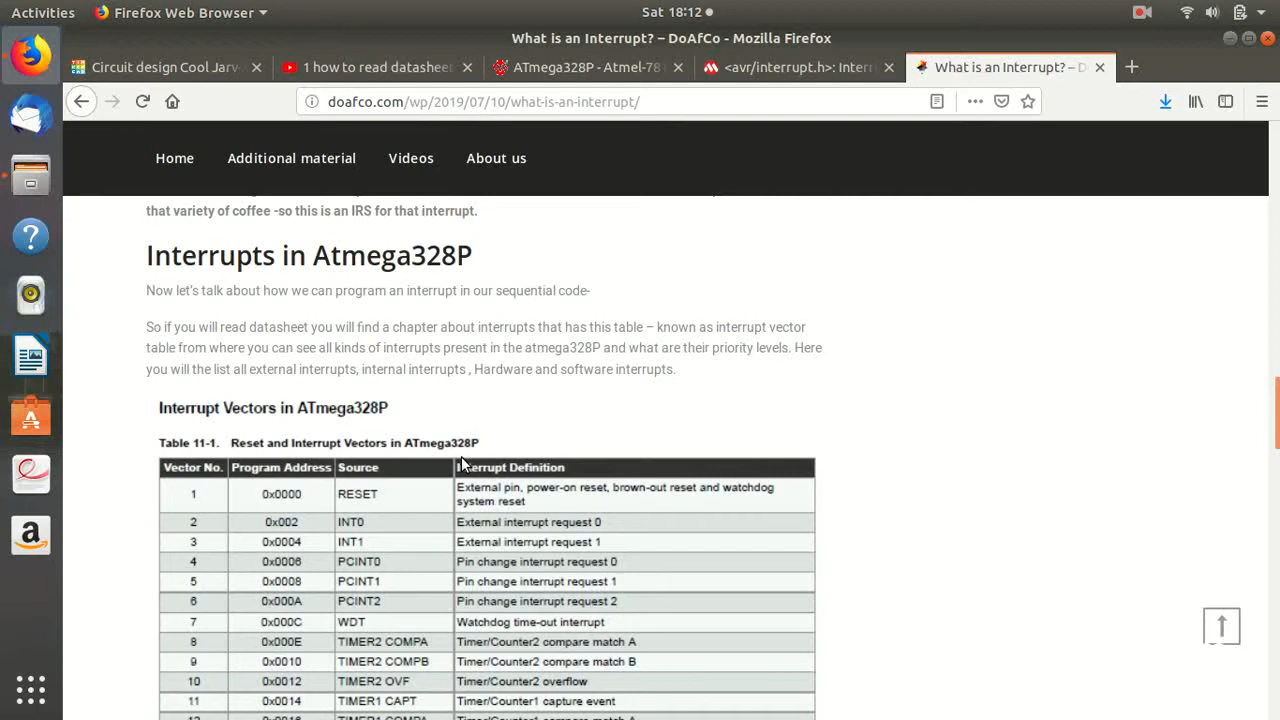 Activities Firefox Web Browser Sat 18:12
What is an Interrupt? – DoAfCo - Mozilla Firefox
Circuit design Cool Jarv- 1 how to read datashee ATmega328P - Atmel-78 <avr/interrupt.h>: Interr What is an Interrupt? – D
doafco.com/wp/2019/07/10/what-is-an-interrupt/
Home Additional material Videos About us
that variety of coffee -so this is an IRS for that interrupt.
Interrupts in Atmega328P
Now let's talk about how we can program an interrupt in our sequential code-
So if you will read datasheet you will find a chapter about interrupts that has this table – known as interrupt vector
table from where you can see all kinds of interrupts present in the atmega328P and what are their priority levels. Here
you will the list all external interrupts, internal interrupts , Hardware and software interrupts.
Interrupt Vectors in ATmega328P
Table 11-1. Reset and Interrupt Vectors in ATmega328P
Vector No. Program Address Source Interrupt Definition
1 0x0000 RESET External pin, power-on reset, brown-out reset and watchdog
system reset
2 0x002 INT0 External interrupt request 0
3 0x0004 INT1 External interrupt request 1
4 0x0006 PCINT0 Pin change interrupt request 0
5 0x0008 PCINT1 Pin change interrupt request 1
6 0x000A PCINT2 Pin change interrupt request 2
7 0x000C WDT Watchdog time-out interrupt
8 0x000E TIMER2 COMPA Timer/Counter2 compare match A
9 0x0010 TIMER2 COMPB Timer/Counter2 compare match B
10 0x0012 TIMER2 OVF Timer/Counter2 overflow
11 0x0014 TIMER1 CAPT Timer/Counter1 capture event